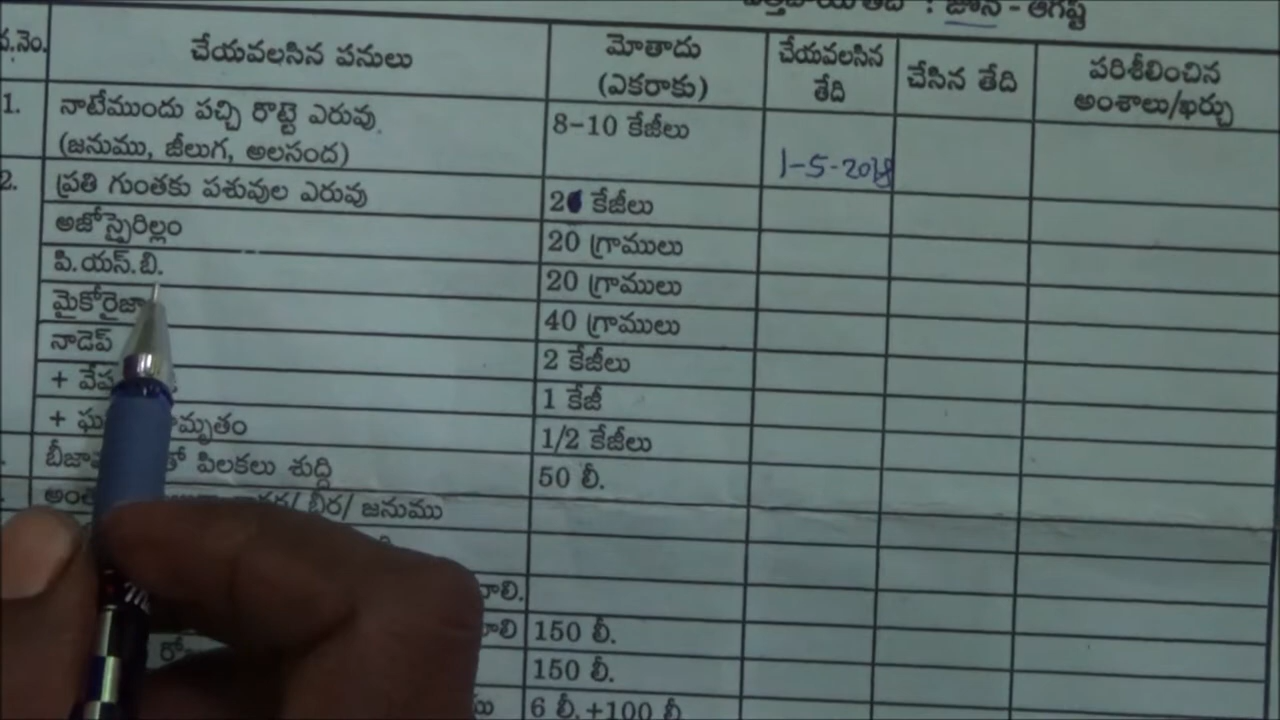 : జూన్ - ఆగష్ట
వ.నెం. చేయవలసిన పనులు మోతాదు (ఎకరాకు) చేయవలసిన తేది చేసిన తేది పరిశీలించిన అంశాలు/ఖర్చు
1. నాటేముందు పచ్చి రొట్టె ఎరువు 8-10 కేజీలు
(జనుము, జీలుగ, అలసంద) 1-5-2018
2. ప్రతి గుంతకు పశువుల ఎరువు కేజీలు
అజోస్పైరిల్లం 20 గ్రాములు
పి.యస్.బి. 20 గ్రాములు
మైకోరైజా 40 గ్రాములు
నాడెప్ 2 కేజీలు
+ 1 కేజీ
+ 1/2 కేజీలు
పిలకలు శుద్ది 50 లీ.
బీర/ జనుము
150 లీ.
150 లీ.
6 లీ.+100 లీ